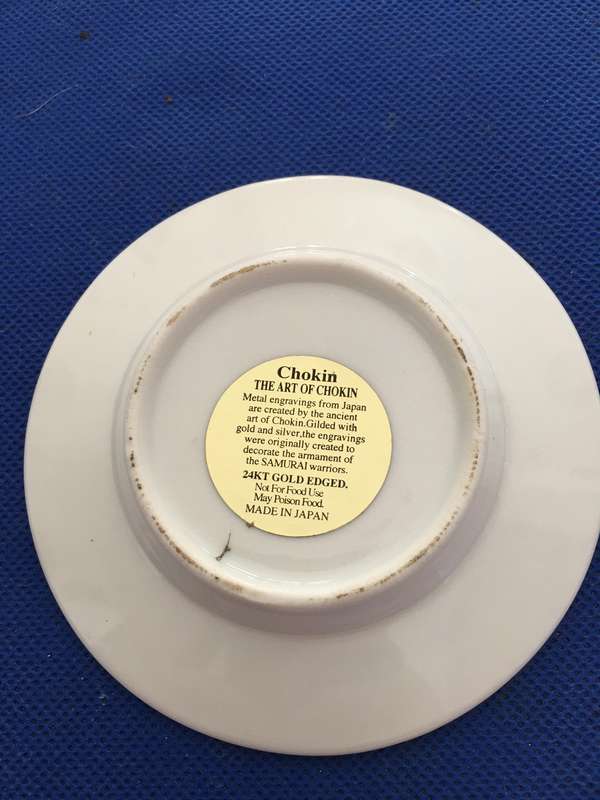 Chokin
THE ART OF CHOKIN
Metal engravings from Japan
are created by the ancient
art of Chokin.Gilded with
gold and silver,the engravings
were originally created to
decorate the armament of
the SAMURAI warriors.
24KT GOLD EDGED.
Not For Food Use
May Poison Food.
MADE IN JAPAN